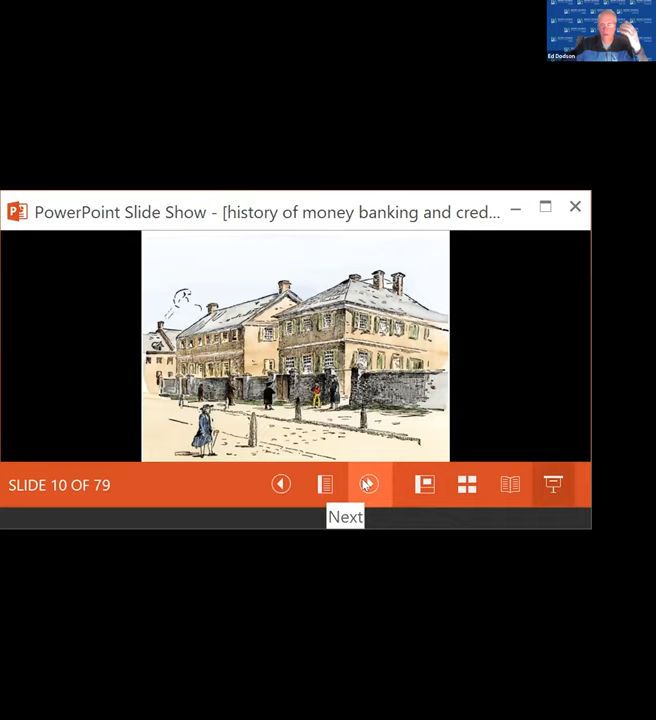 Ed Dodson
PowerPoint Slide Show - [history of money banking and cred...
SLIDE 10 OF 79
Next